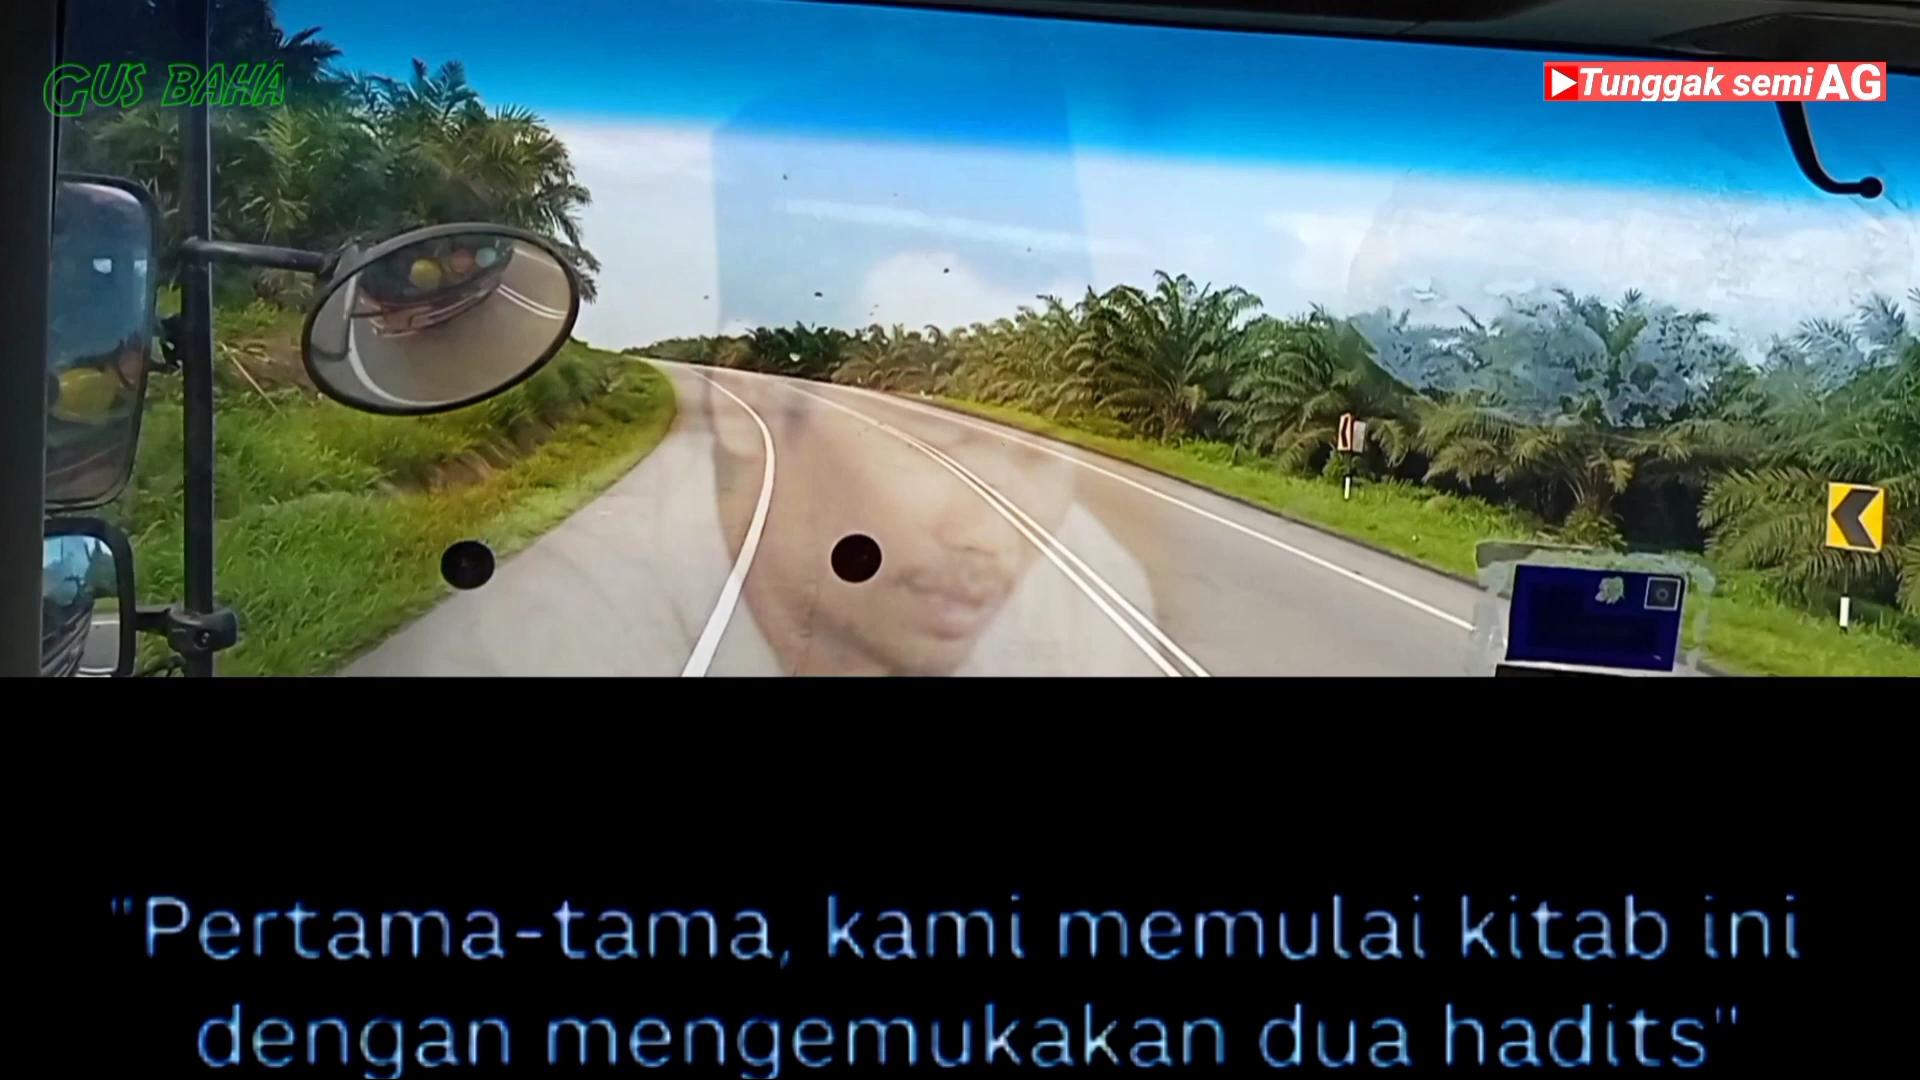 GUS BAHA
Tunggak semi AG
"Pertama-tama, kami memulai kitab ini
dengan mengemukakan dua hadits"